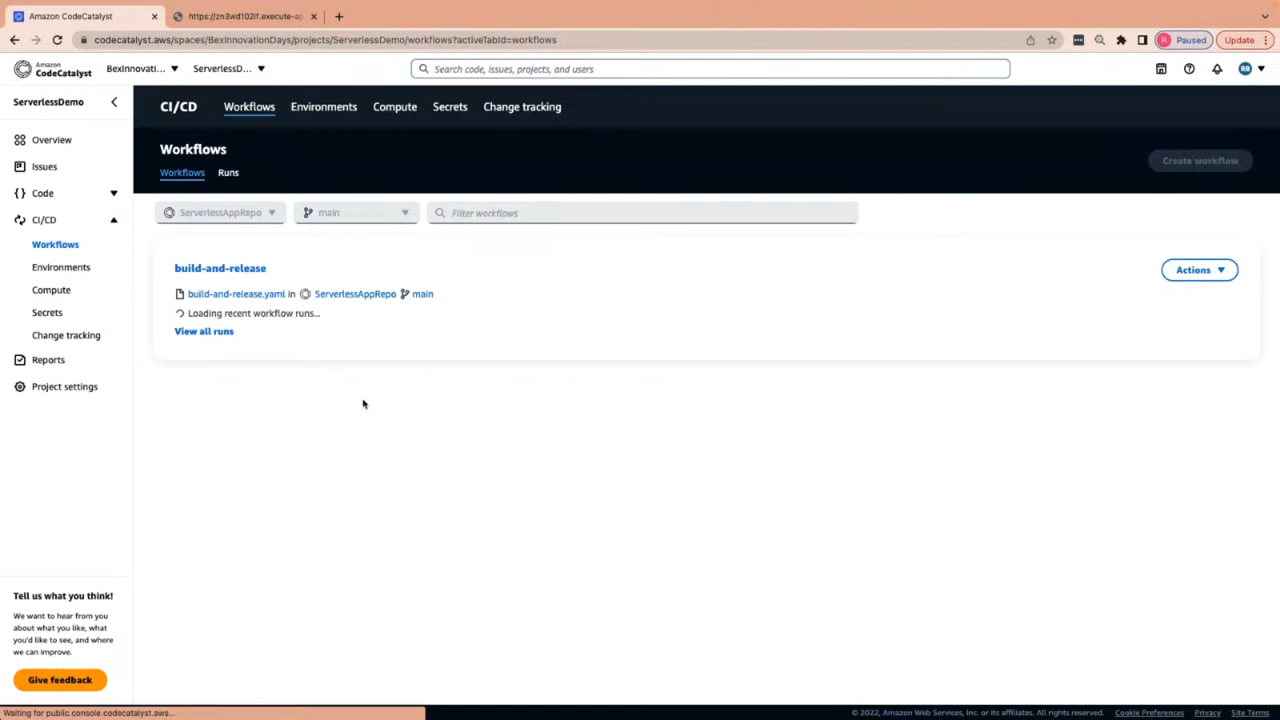 Amazon CodeCatalyst
https://zn3wd102if.execute-ap
codecatalyst.aws/spaces/BexInnovationDays/projects/ServerlessDemo/workflows?activeTabId=workflows
R Paused
Update
Amazon
CodeCatalyst
BexInnovati...
ServerlessD...
Search code, issues, projects, and users
RB
ServerlessDemo
CI/CD
Workflows
Environments
Compute
Secrets
Change tracking
Overview
Issues
Code
CI/CD
Workflows
Environments
Compute
Secrets
Change tracking
Reports
Project settings
Workflows
Create workflow
Workflows
Runs
ServerlessAppRepo
main
Filter workflows
build-and-release
Actions
build-and-release.yaml in ServerlessAppRepo main
Loading recent workflow runs...
View all runs
Tell us what you think!
We want to hear from you
about what you like, what
you'd like to see, and where
we can improve.
Give feedback
Waiting for public.console.codecatalyst.aws...
© 2022, Amazon Web Services, Inc. or its affiliates. All rights reserved.
Cookie Preferences
Privacy
Site Terms